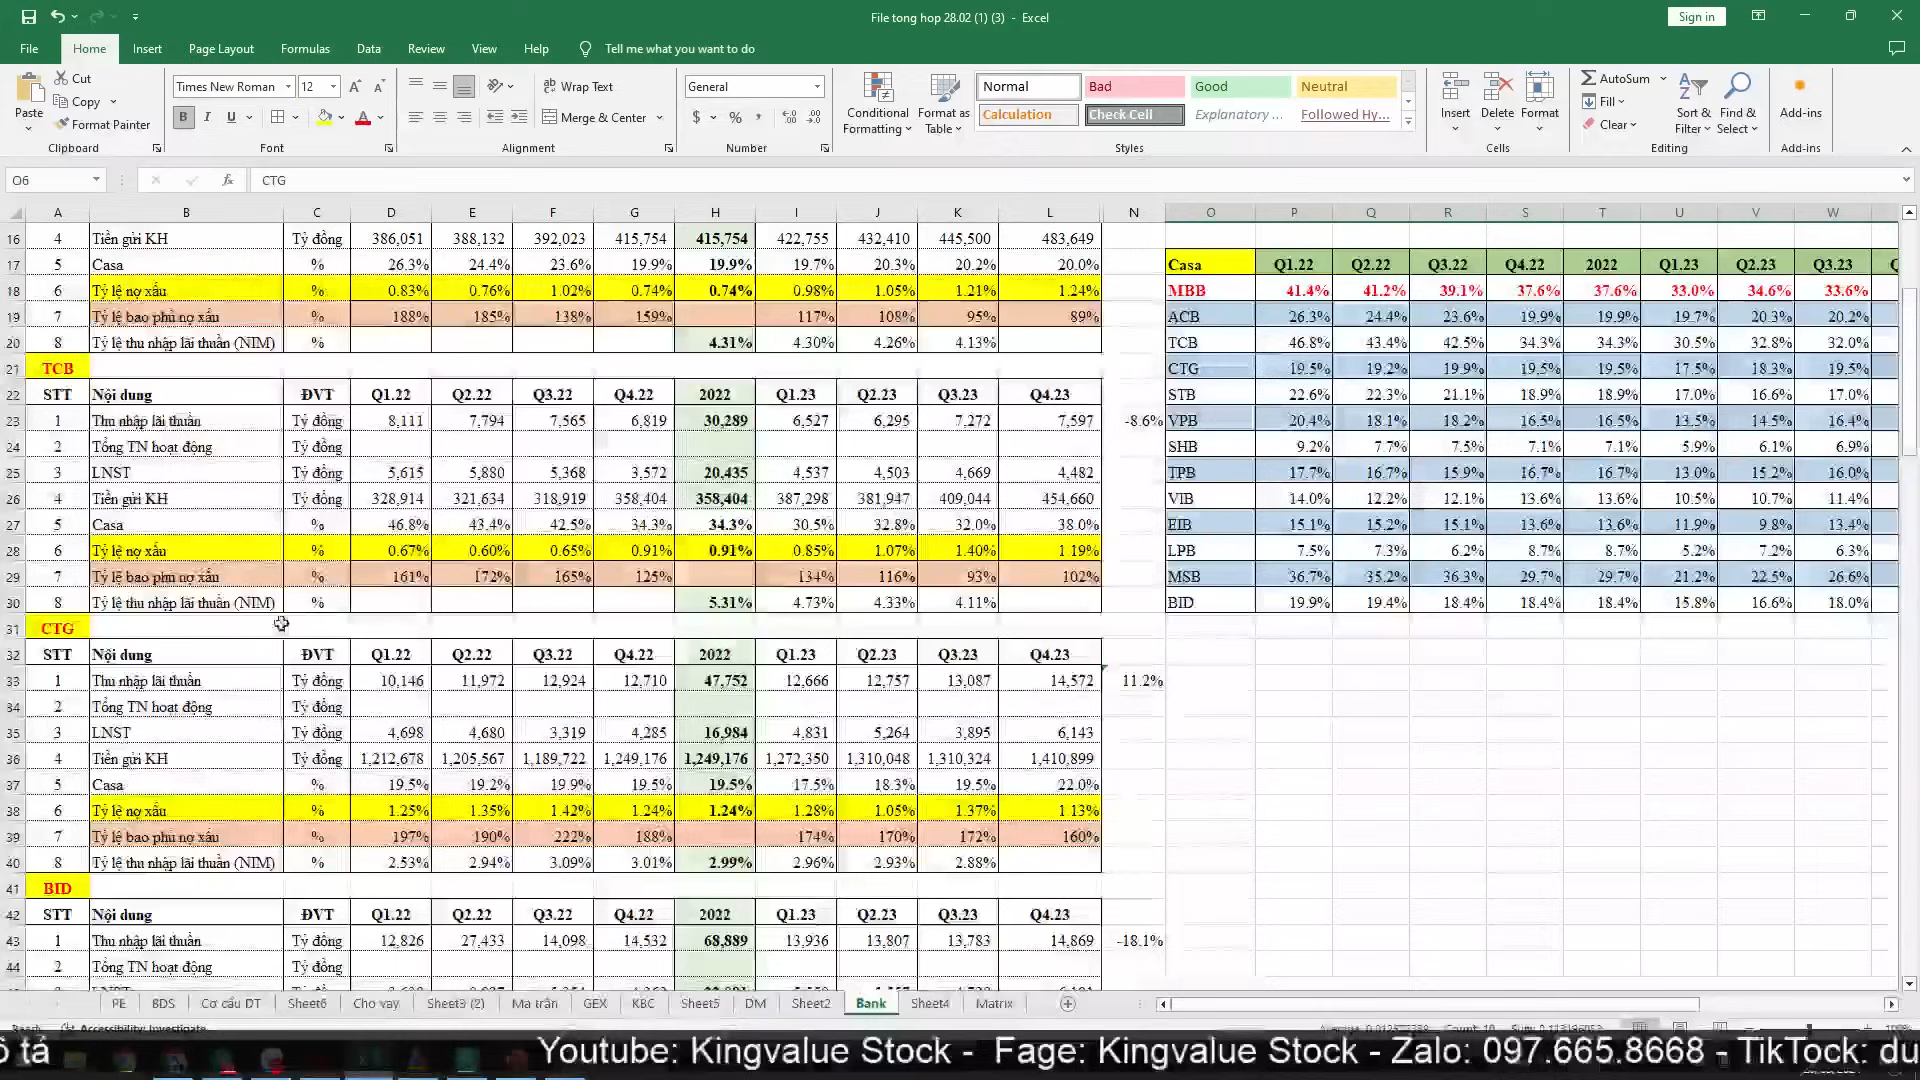 File tong hop 28.02 (1) (3) - Excel
Sign in
File Home Insert Page Layout Formulas Data Review View Help Tell me what you want to do
Paste Cut Copy Format Painter Clipboard
Times New Roman 12 B I U A Font
Wrap Text Merge & Center Alignment
General $ % Number
Conditional Formatting Format as Table
Normal Bad Good Neutral
Calculation Check Cell Explanatory ... Followed Hy...
Styles
Insert Delete Format Cells
AutoSum Fill Clear Sort & Filter Find & Select Editing
Add-ins Add-ins
O6 fx CTG
A B C D E F G H I J K L N O P Q R S T U V W
16 4 Tiền gửi KH Tỷ đồng 386,051 388,132 392,023 415,754 415,754 422,755 432,410 445,500 483,649
17 5 Casa % 26.3% 24.4% 23.6% 19.9% 19.9% 19.7% 20.3% 20.2% 20.0% Casa Q1.22 Q2.22 Q3.22 Q4.22 2022 Q1.23 Q2.23 Q3.23
18 6 Tỷ lệ nợ xấu % 0.83% 0.76% 1.02% 0.74% 0.74% 0.98% 1.05% 1.21% 1.24% MBB 41.4% 41.2% 39.1% 37.6% 37.6% 33.0% 34.6% 33.6%
19 7 Tỷ lệ bao phủ nợ xấu % 188% 185% 138% 159% 117% 108% 95% 89% ACB 26.3% 24.4% 23.6% 19.9% 19.9% 19.7% 20.3% 20.2%
20 8 Tỷ lệ thu nhập lãi thuần (NIM) % 4.31% 4.30% 4.26% 4.13% TCB 46.8% 43.4% 42.5% 34.3% 34.3% 30.5% 32.8% 32.0%
21 TCB CTG 19.5% 19.2% 19.9% 19.5% 19.5% 17.5% 18.3% 19.5%
22 STT Nội dung ĐVT Q1.22 Q2.22 Q3.22 Q4.22 2022 Q1.23 Q2.23 Q3.23 Q4.23 STB 22.6% 22.3% 21.1% 18.9% 18.9% 17.0% 16.6% 17.0%
23 1 Thu nhập lãi thuần Tỷ đồng 8,111 7,794 7,565 6,819 30,289 6,527 6,295 7,272 7,597 -8.6% VPB 20.4% 18.1% 18.2% 16.5% 16.5% 13.5% 14.5% 16.4%
24 2 Tổng TN hoạt động Tỷ đồng SHB 9.2% 7.7% 7.5% 7.1% 7.1% 5.9% 6.1% 6.9%
25 3 LNST Tỷ đồng 5,615 5,880 5,368 3,572 20,435 4,537 4,503 4,669 4,482 TPB 17.7% 16.7% 15.9% 16.7% 16.7% 13.0% 15.2% 16.0%
26 4 Tiền gửi KH Tỷ đồng 328,914 321,634 318,919 358,404 358,404 387,298 381,947 409,044 454,660 VIB 14.0% 12.2% 12.1% 13.6% 13.6% 10.5% 10.7% 11.4%
27 5 Casa % 46.8% 43.4% 42.5% 34.3% 34.3% 30.5% 32.8% 32.0% 38.0% EIB 15.1% 15.2% 15.1% 13.6% 13.6% 11.9% 9.8% 13.4%
28 6 Tỷ lệ nợ xấu % 0.67% 0.60% 0.65% 0.91% 0.91% 0.85% 1.07% 1.40% 1.19% LPB 7.5% 7.3% 6.2% 8.7% 8.7% 5.2% 7.2% 6.3%
29 7 Tỷ lệ bao phủ nợ xấu % 161% 172% 165% 125% 134% 116% 93% 102% MSB 36.7% 35.2% 36.3% 29.7% 29.7% 21.2% 22.5% 26.6%
30 8 Tỷ lệ thu nhập lãi thuần (NIM) % 5.31% 4.73% 4.33% 4.11% BID 19.9% 19.4% 18.4% 18.4% 18.4% 15.8% 16.6% 18.0%
31 CTG
32 STT Nội dung ĐVT Q1.22 Q2.22 Q3.22 Q4.22 2022 Q1.23 Q2.23 Q3.23 Q4.23
33 1 Thu nhập lãi thuần Tỷ đồng 10,146 11,972 12,924 12,710 47,752 12,666 12,757 13,087 14,572 11.2%
34 2 Tổng TN hoạt động Tỷ đồng
35 3 LNST Tỷ đồng 4,698 4,680 3,319 4,285 16,984 4,831 5,264 3,895 6,143
36 4 Tiền gửi KH Tỷ đồng 1,212,678 1,205,567 1,189,722 1,249,176 1,249,176 1,272,350 1,310,048 1,310,324 1,410,899
37 5 Casa % 19.5% 19.2% 19.9% 19.5% 19.5% 17.5% 18.3% 19.5% 22.0%
38 6 Tỷ lệ nợ xấu % 1.25% 1.35% 1.42% 1.24% 1.24% 1.28% 1.05% 1.37% 1.13%
39 7 Tỷ lệ bao phủ nợ xấu % 197% 190% 222% 188% 174% 170% 172% 160%
40 8 Tỷ lệ thu nhập lãi thuần (NIM) % 2.53% 2.94% 3.09% 3.01% 2.99% 2.96% 2.93% 2.88%
41 BID
42 STT Nội dung ĐVT Q1.22 Q2.22 Q3.22 Q4.22 2022 Q1.23 Q2.23 Q3.23 Q4.23
43 1 Thu nhập lãi thuần Tỷ đồng 12,826 27,433 14,098 14,532 68,889 13,936 13,807 13,783 14,869 -18.1%
44 2 Tổng TN hoạt động Tỷ đồng
PE BDS Cơ cấu DT Sheet6 Cho vay Sheet3 (2) Ma trân GEX KBC Sheet5 DM Sheet2 Bank Sheet4 Matrix
Accessibility: Investigate
ô tả Youtube: Kingvalue Stock - Fage: Kingvalue Stock - Zalo: 097.665.8668 - TikTock: du